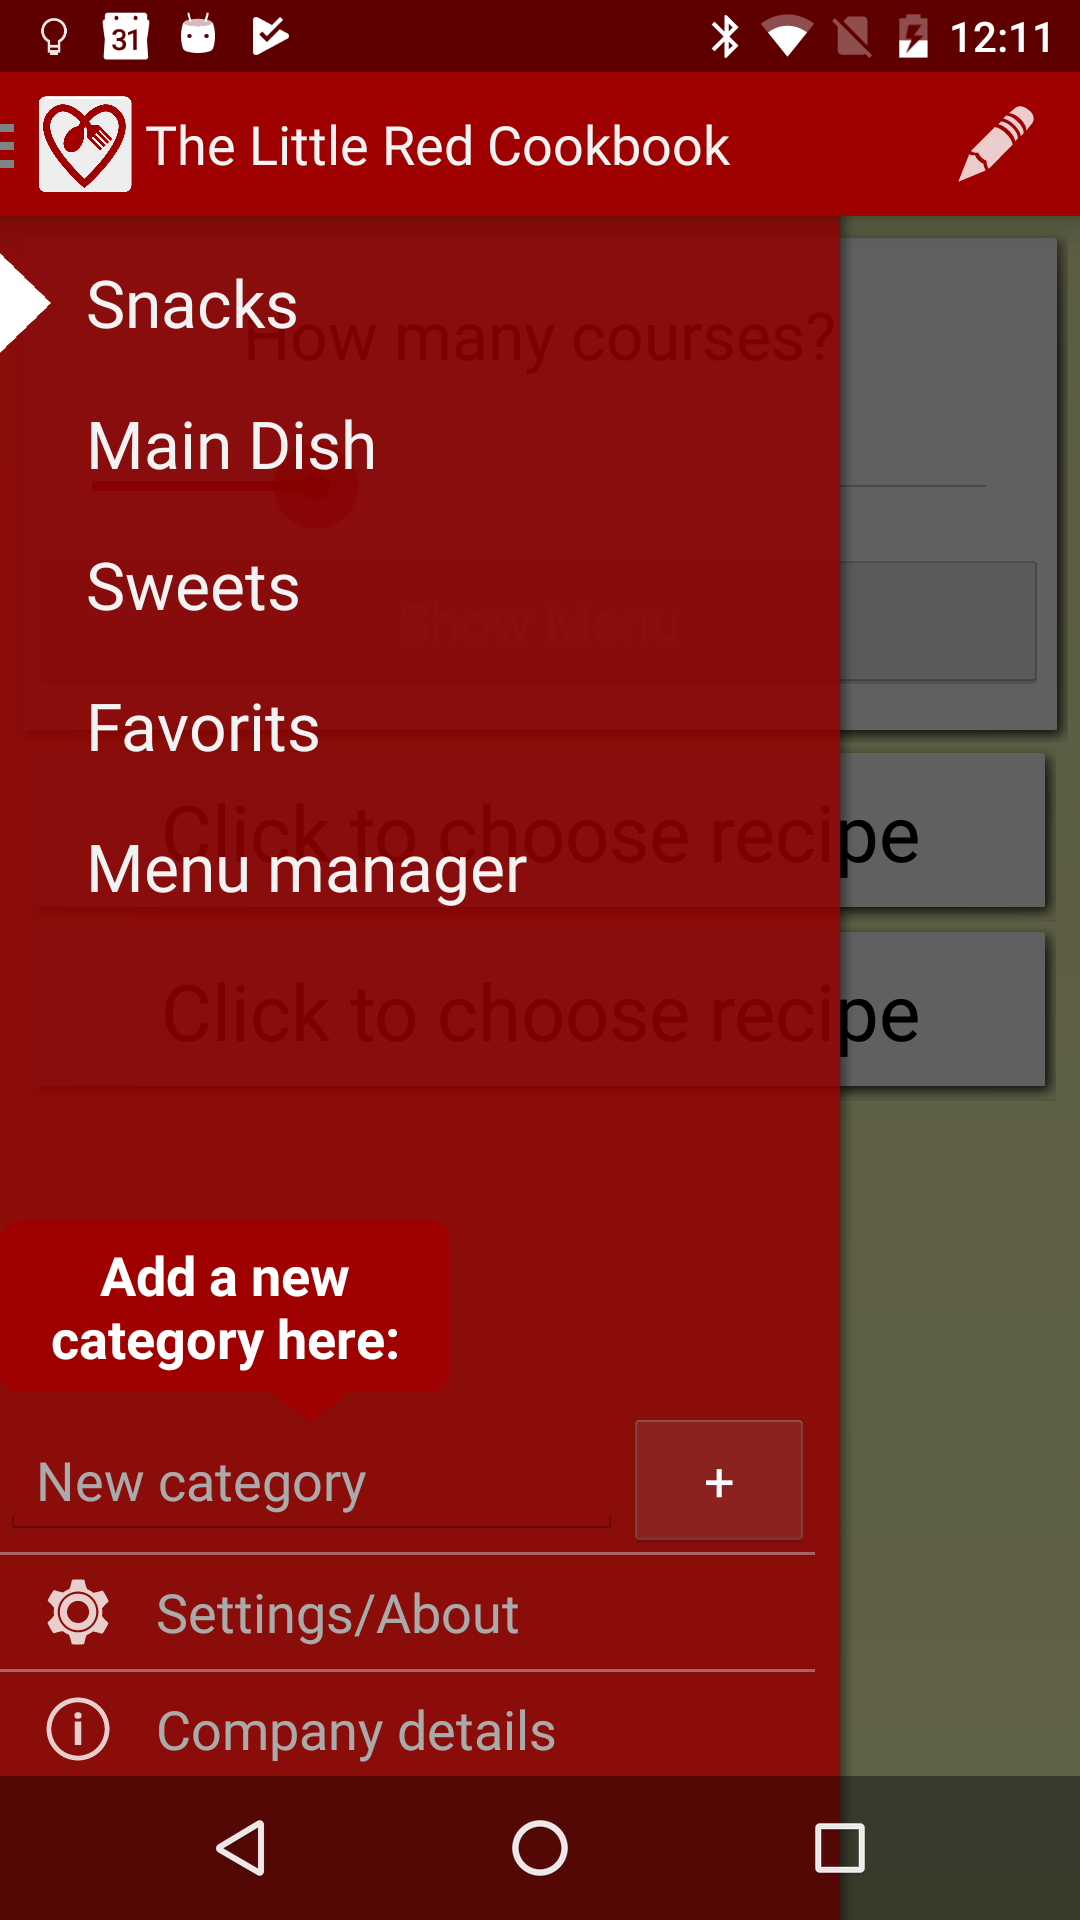 31
12:11
The Little Red Cookbook
Snacks
How many courses?
Main Dish
Sweets
Show Menu
Favorits
Click to choose recipe
Menu manager
Click to choose recipe
Add a new
category here:
New category
+
Settings/About
Company details